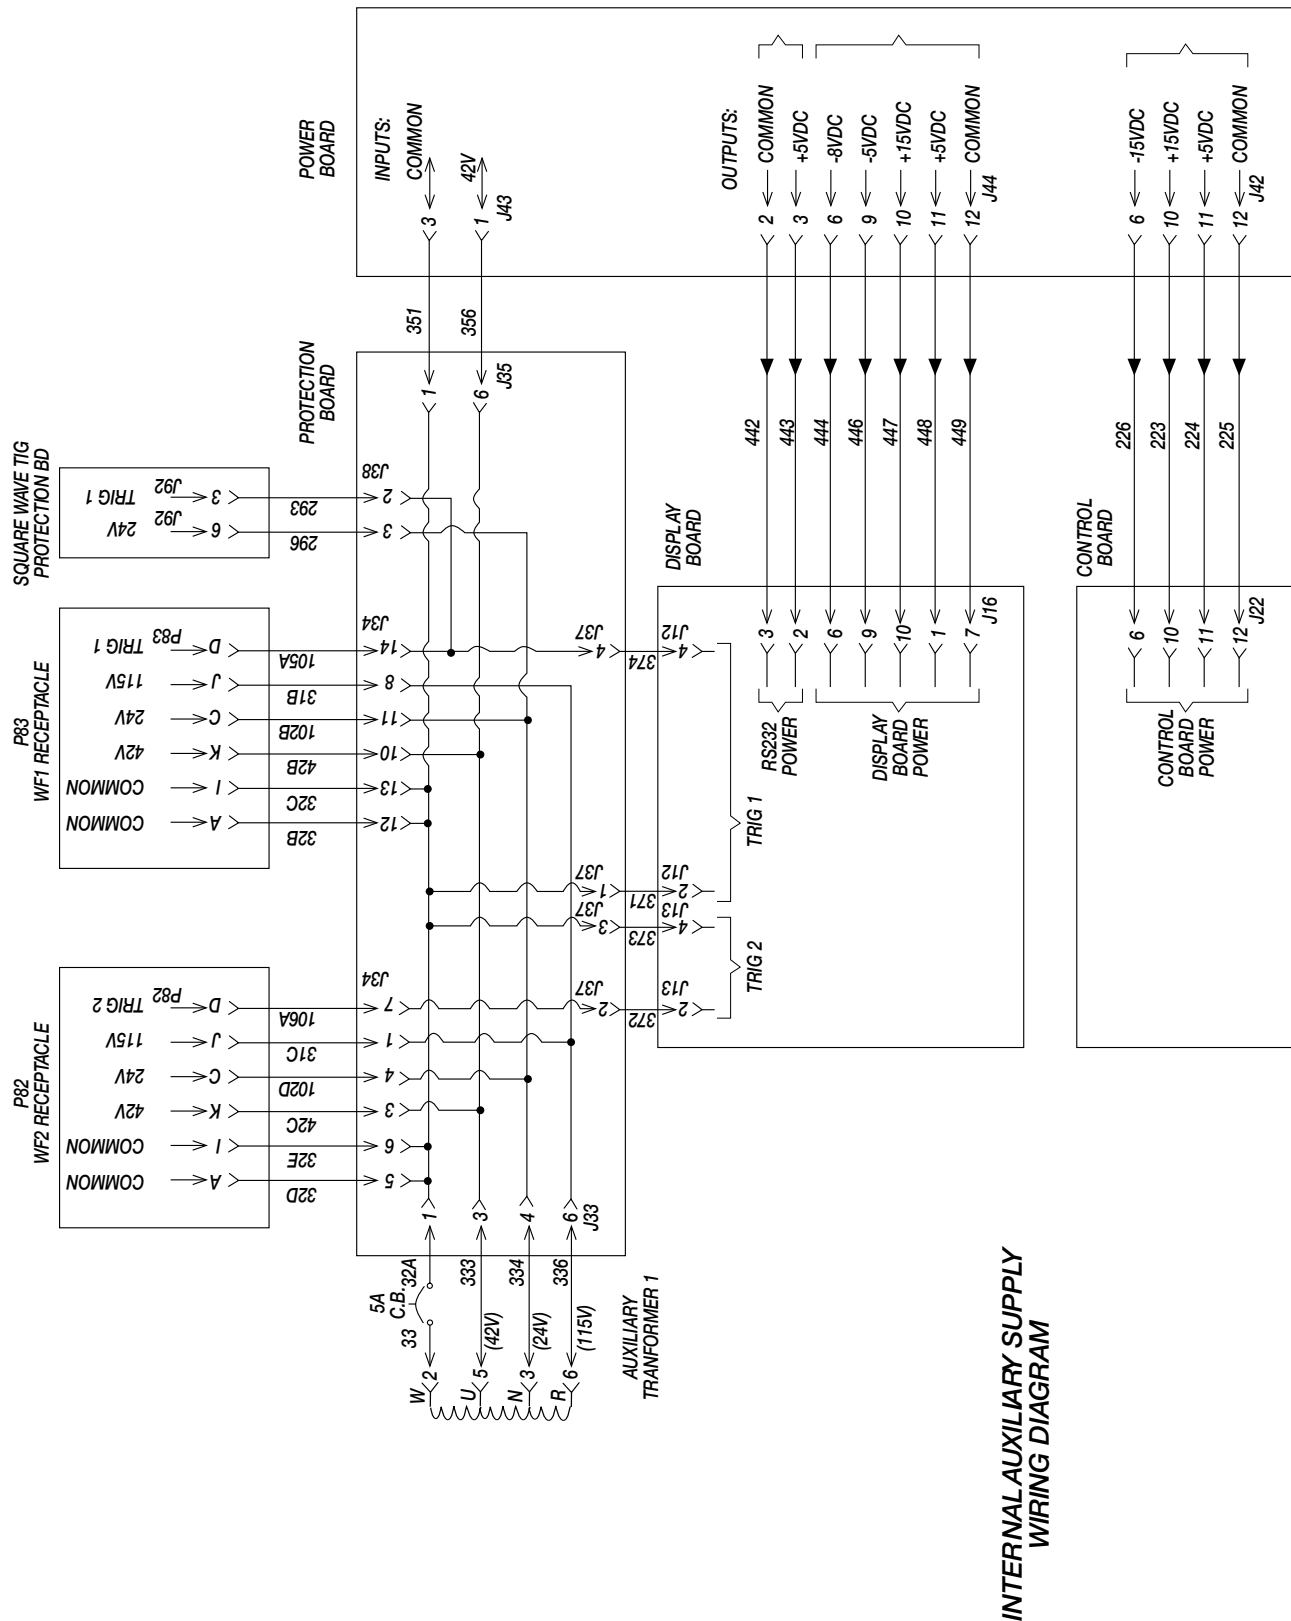 SQUARE WAVE TIG
PROTECTION BD
TRIG 1
J92
3
293
24V
J92
6
296
P83
WF1 RECEPTACLE
P83
TRIG 1
D
105A
115V
J
31B
24V
C
102B
42V
K
42B
COMMON
I
32C
COMMON
A
32B
P82
WF2 RECEPTACLE
P82
TRIG 2
D
106A
115V
J
31C
24V
C
102D
42V
K
42C
COMMON
I
32E
COMMON
A
32D
PROTECTION
BOARD
J38
2
3
J34
14
8
11
10
13
12
J34
7
1
4
3
6
5
1
6
J35
J37
4
J37
1
J37
3
J37
2
1
3
4
6
J33
5A
C.B.
33
32A
333
(42V)
334
(24V)
336
(115V)
W 2
U 5
N 3
R 6
AUXILIARY
TRANFORMER 1
POWER
BOARD
INPUTS:
COMMON
3
351
42V
1
356
J43
OUTPUTS:
COMMON
2
442
+5VDC
3
443
-8VDC
6
444
-5VDC
9
446
+15VDC
10
447
+5VDC
11
448
COMMON
12
449
J44
-15VDC
6
226
+15VDC
10
223
+5VDC
11
224
COMMON
12
225
J42
DISPLAY
BOARD
374
J12
4
371
J12
2
373
J13
4
372
J13
2
TRIG 1
TRIG 2
3
2
6
9
10
1
7
J16
RS232
POWER
DISPLAY
BOARD
POWER
CONTROL
BOARD
6
10
11
12
J22
CONTROL
BOARD
POWER
INTERNAL AUXILIARY SUPPLY
WIRING DIAGRAM